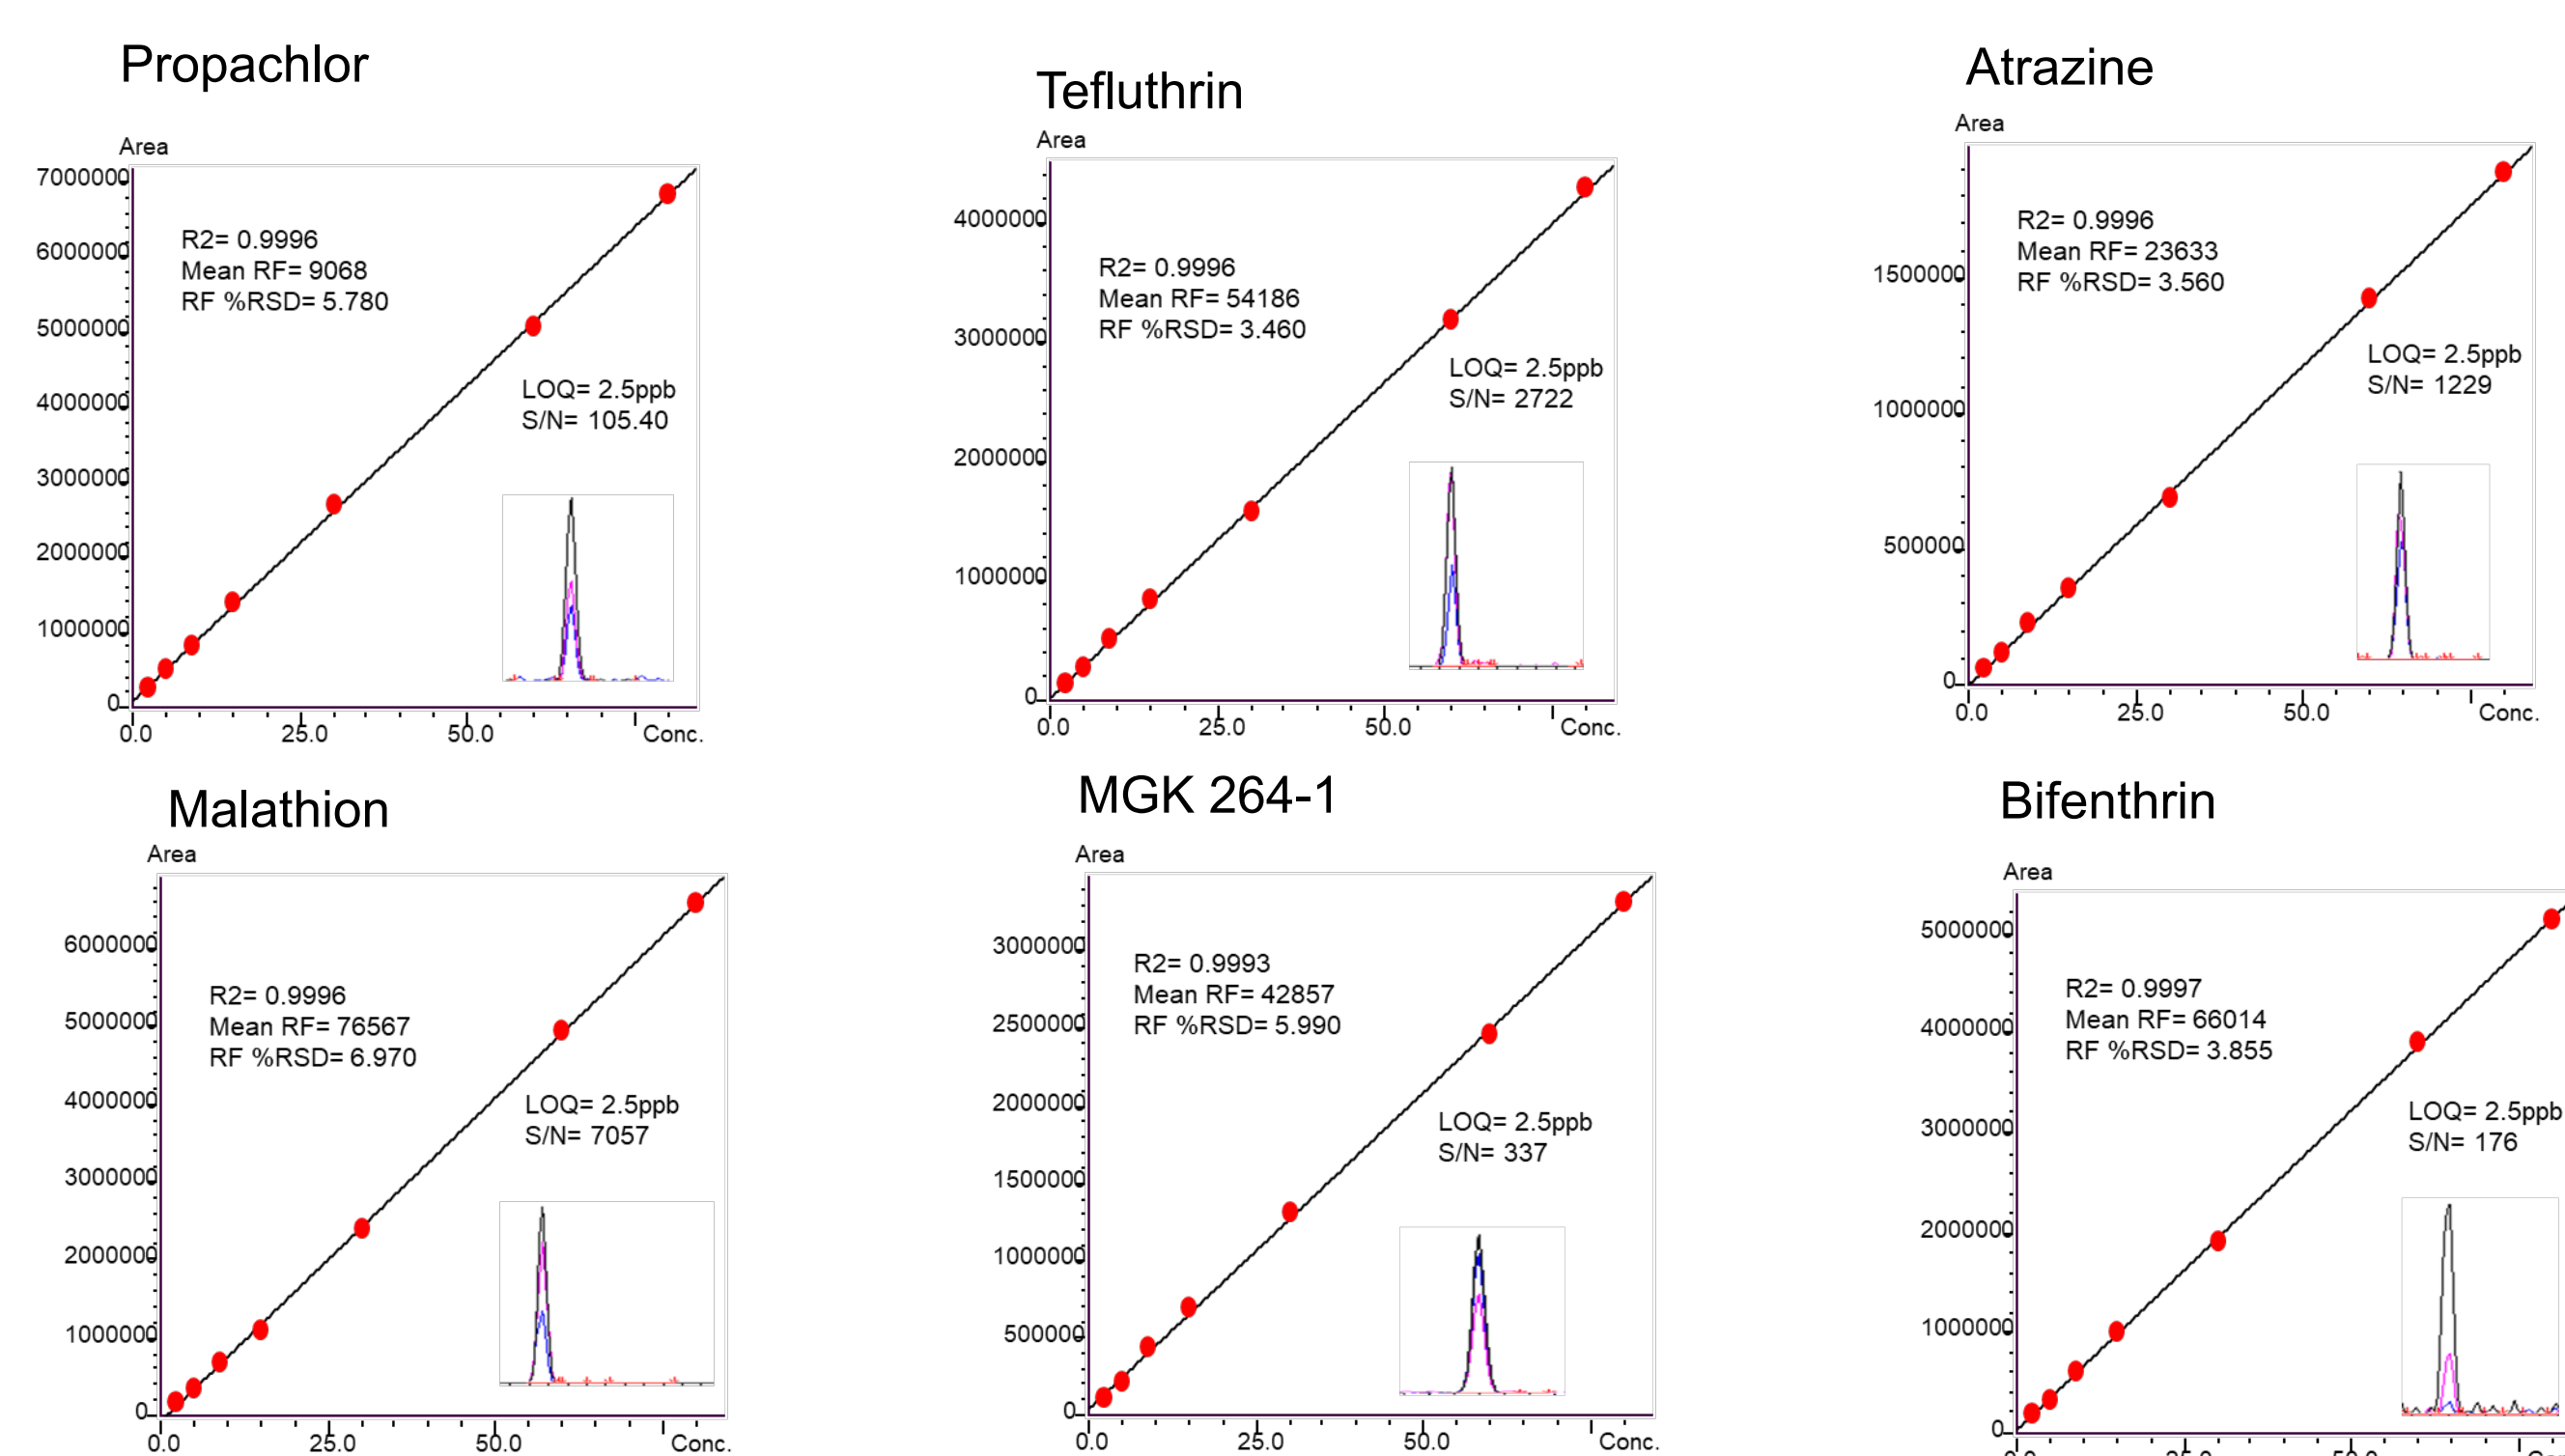 Propachlor
Area
7000000
6000000
5000000
4000000
3000000
2000000
1000000
0
R2= 0.9996
Mean RF= 9068
RF %RSD= 5.780
LOQ= 2.5ppb
S/N= 105.40
0.0 25.0 50.0 Conc.
Tefluthrin
Area
4000000
3000000
2000000
1000000
0
R2= 0.9996
Mean RF= 54186
RF %RSD= 3.460
LOQ= 2.5ppb
S/N= 2722
0.0 25.0 50.0 Conc.
Atrazine
Area
1500000
1000000
500000
0
R2= 0.9996
Mean RF= 23633
RF %RSD= 3.560
LOQ= 2.5ppb
S/N= 1229
0.0 25.0 50.0 Conc.
Malathion
Area
6000000
5000000
4000000
3000000
2000000
1000000
0
R2= 0.9996
Mean RF= 76567
RF %RSD= 6.970
LOQ= 2.5ppb
S/N= 7057
0.0 25.0 50.0 Conc.
MGK 264-1
Area
3000000
2500000
2000000
1500000
1000000
500000
0
R2= 0.9993
Mean RF= 42857
RF %RSD= 5.990
LOQ= 2.5ppb
S/N= 337
0.0 25.0 50.0 Conc.
Bifenthrin
Area
5000000
4000000
3000000
2000000
1000000
0
R2= 0.9997
Mean RF= 66014
RF %RSD= 3.855
LOQ= 2.5ppb
S/N= 176